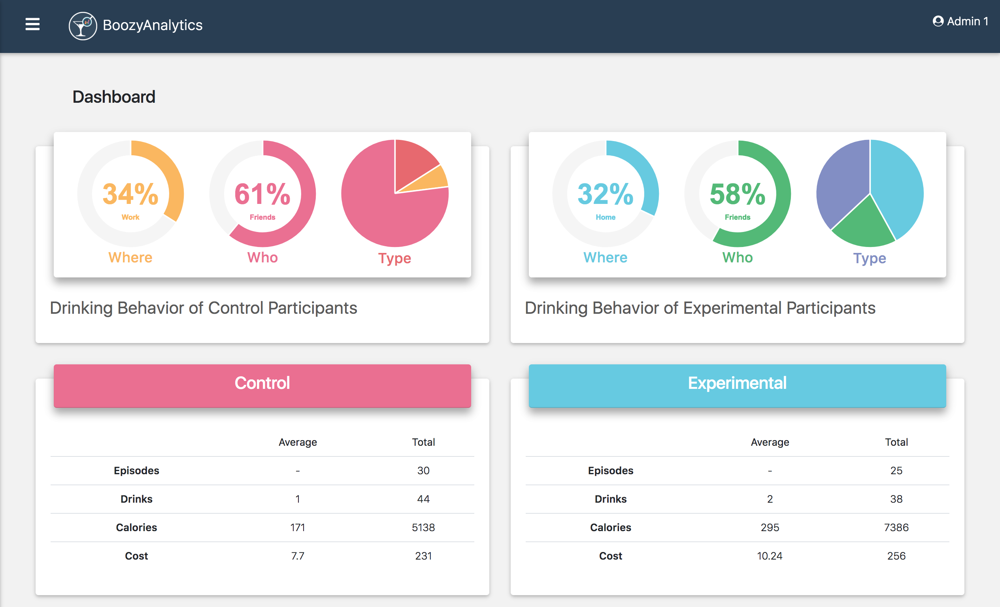 BoozyAnalytics
Admin 1
Dashboard
34%
Work
Where
61%
Friends
Who
Type
Drinking Behavior of Control Participants
32%
Home
Where
58%
Friends
Who
Type
Drinking Behavior of Experimental Participants
Control
Average Total
Episodes - 30
Drinks 1 44
Calories 171 5138
Cost 7.7 231
Experimental
Average Total
Episodes - 25
Drinks 2 38
Calories 295 7386
Cost 10.24 256